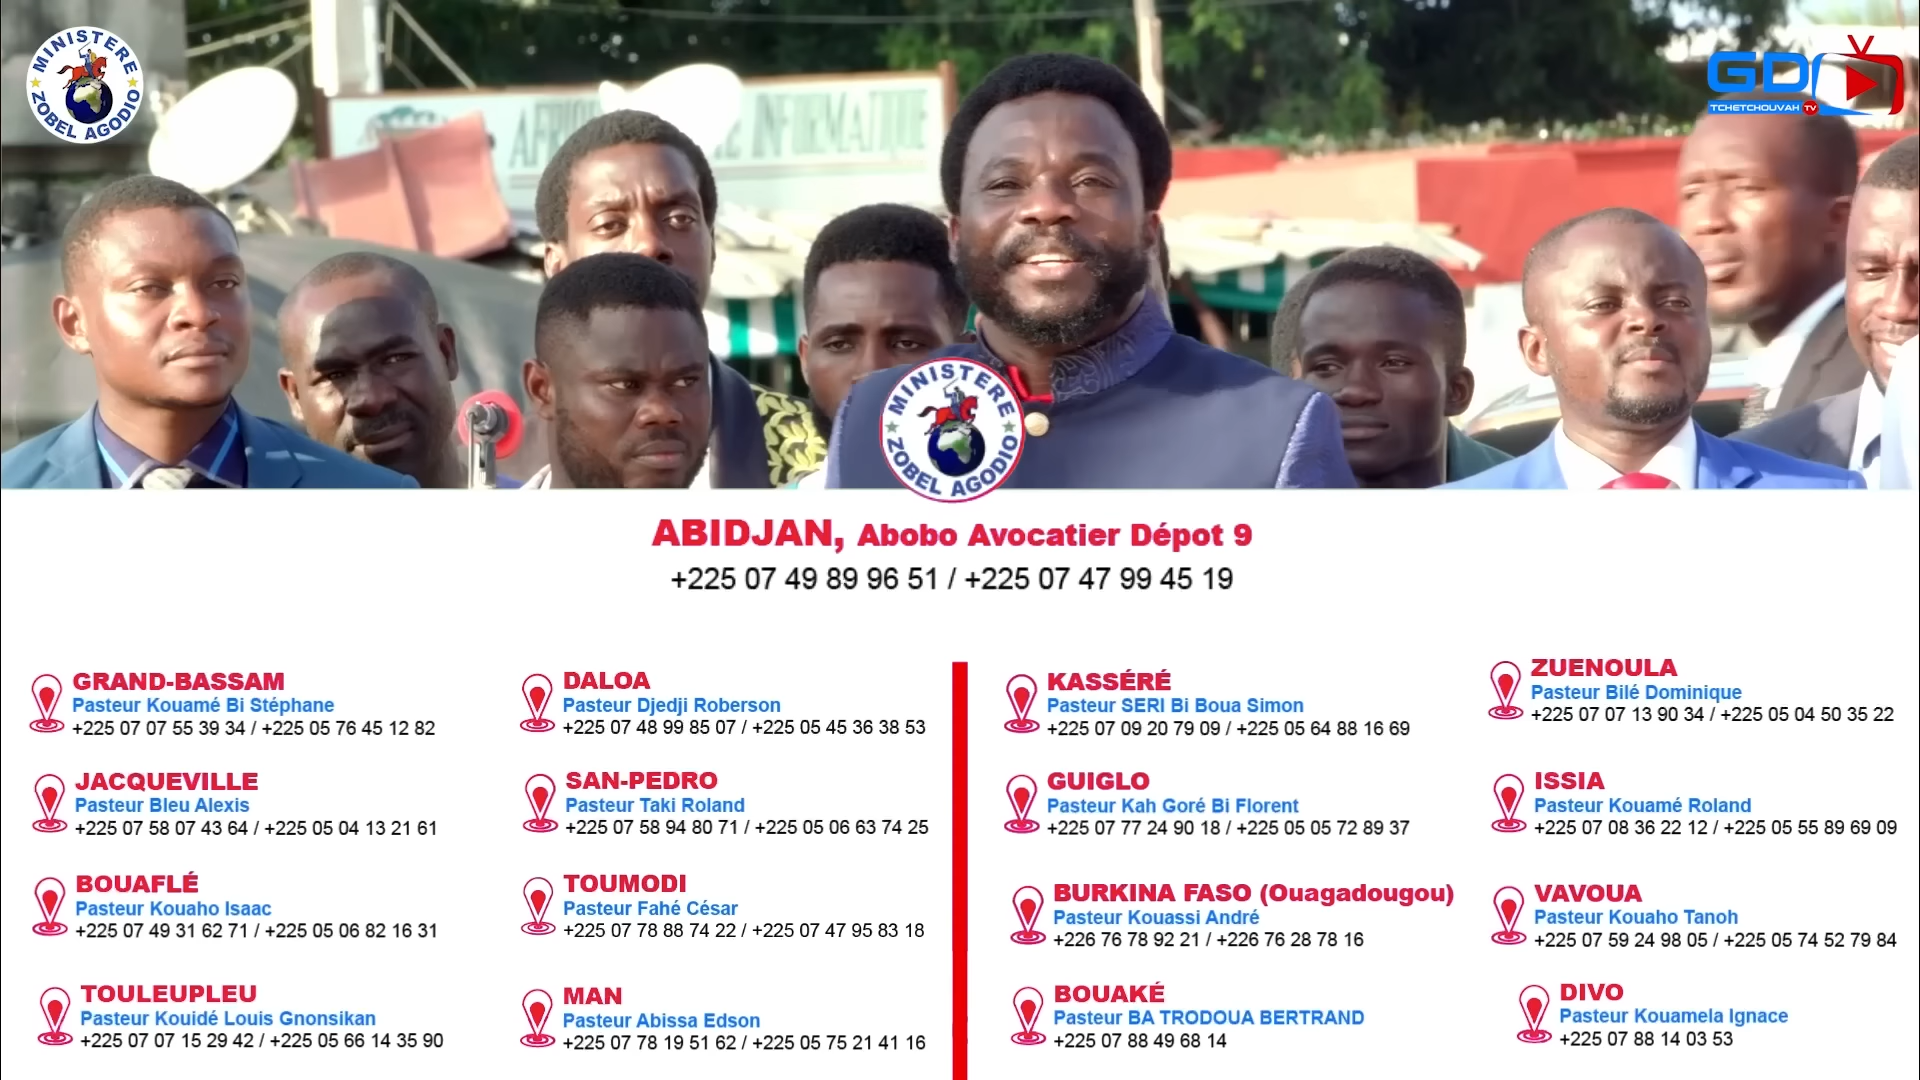 MINISTERE
ZOBEL AGODIO
GD
TCHETCHOUVAH TV
INFORMATIQUE
MINISTERE
ZOBEL AGODIO
ABIDJAN, Abobo Avocatier Dépot 9
+225 07 49 89 96 51 / +225 07 47 99 45 19
GRAND-BASSAM
Pasteur Kouamé Bi Stéphane
+225 07 07 55 39 34 / +225 05 76 45 12 82
JACQUEVILLE
Pasteur Bleu Alexis
+225 07 58 07 43 64 / +225 05 04 13 21 61
BOUAFLÉ
Pasteur Kouaho Isaac
+225 07 49 31 62 71 / +225 05 06 82 16 31
TOULEUPLEU
Pasteur Kouidé Louis Gnonsikan
+225 07 07 15 29 42 / +225 05 66 14 35 90
DALOA
Pasteur Djedji Roberson
+225 07 48 99 85 07 / +225 05 45 36 38 53
SAN-PEDRO
Pasteur Taki Roland
+225 07 58 94 80 71 / +225 05 06 63 74 25
TOUMODI
Pasteur Fahé César
+225 07 78 88 74 22 / +225 07 47 95 83 18
MAN
Pasteur Abissa Edson
+225 07 78 19 51 62 / +225 05 75 21 41 16
KASSÉRÉ
Pasteur SERI Bi Boua Simon
+225 07 09 20 79 09 / +225 05 64 88 16 69
GUIGLO
Pasteur Kah Goré Bi Florent
+225 07 77 24 90 18 / +225 05 05 72 89 37
BURKINA FASO (Ouagadougou)
Pasteur Kouassi André
+226 76 78 92 21 / +226 76 28 78 16
BOUAKÉ
Pasteur BA TRODOUA BERTRAND
+225 07 88 49 68 14
ZUENOULA
Pasteur Bilé Dominique
+225 07 07 13 90 34 / +225 05 04 50 35 22
ISSIA
Pasteur Kouamé Roland
+225 07 08 36 22 12 / +225 05 55 89 69 09
VAVOUA
Pasteur Kouaho Tanoh
+225 07 59 24 98 05 / +225 05 74 52 79 84
DIVO
Pasteur Kouamela Ignace
+225 07 88 14 03 53